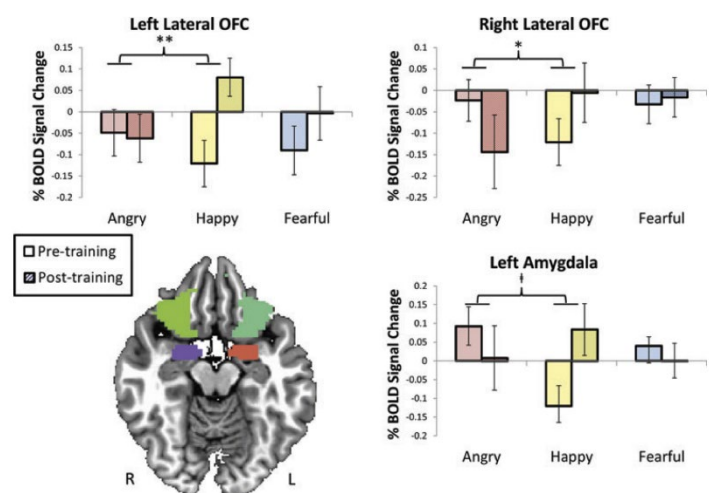 Left Lateral OFC
**
% BOLD Signal Change
0.15
0.1
0.05
0
-0.05
-0.1
-0.15
-0.2
Angry Happy Fearful
Right Lateral OFC
*
% BOLD Signal Change
0.1
0.05
0
-0.05
-0.1
-0.15
-0.2
-0.25
Angry Happy Fearful
Pre-training
Post-training
R L
Left Amygdala
ɫ
% BOLD Signal Change
0.2
0.15
0.1
0.05
0
-0.05
-0.1
-0.15
-0.2
Angry Happy Fearful